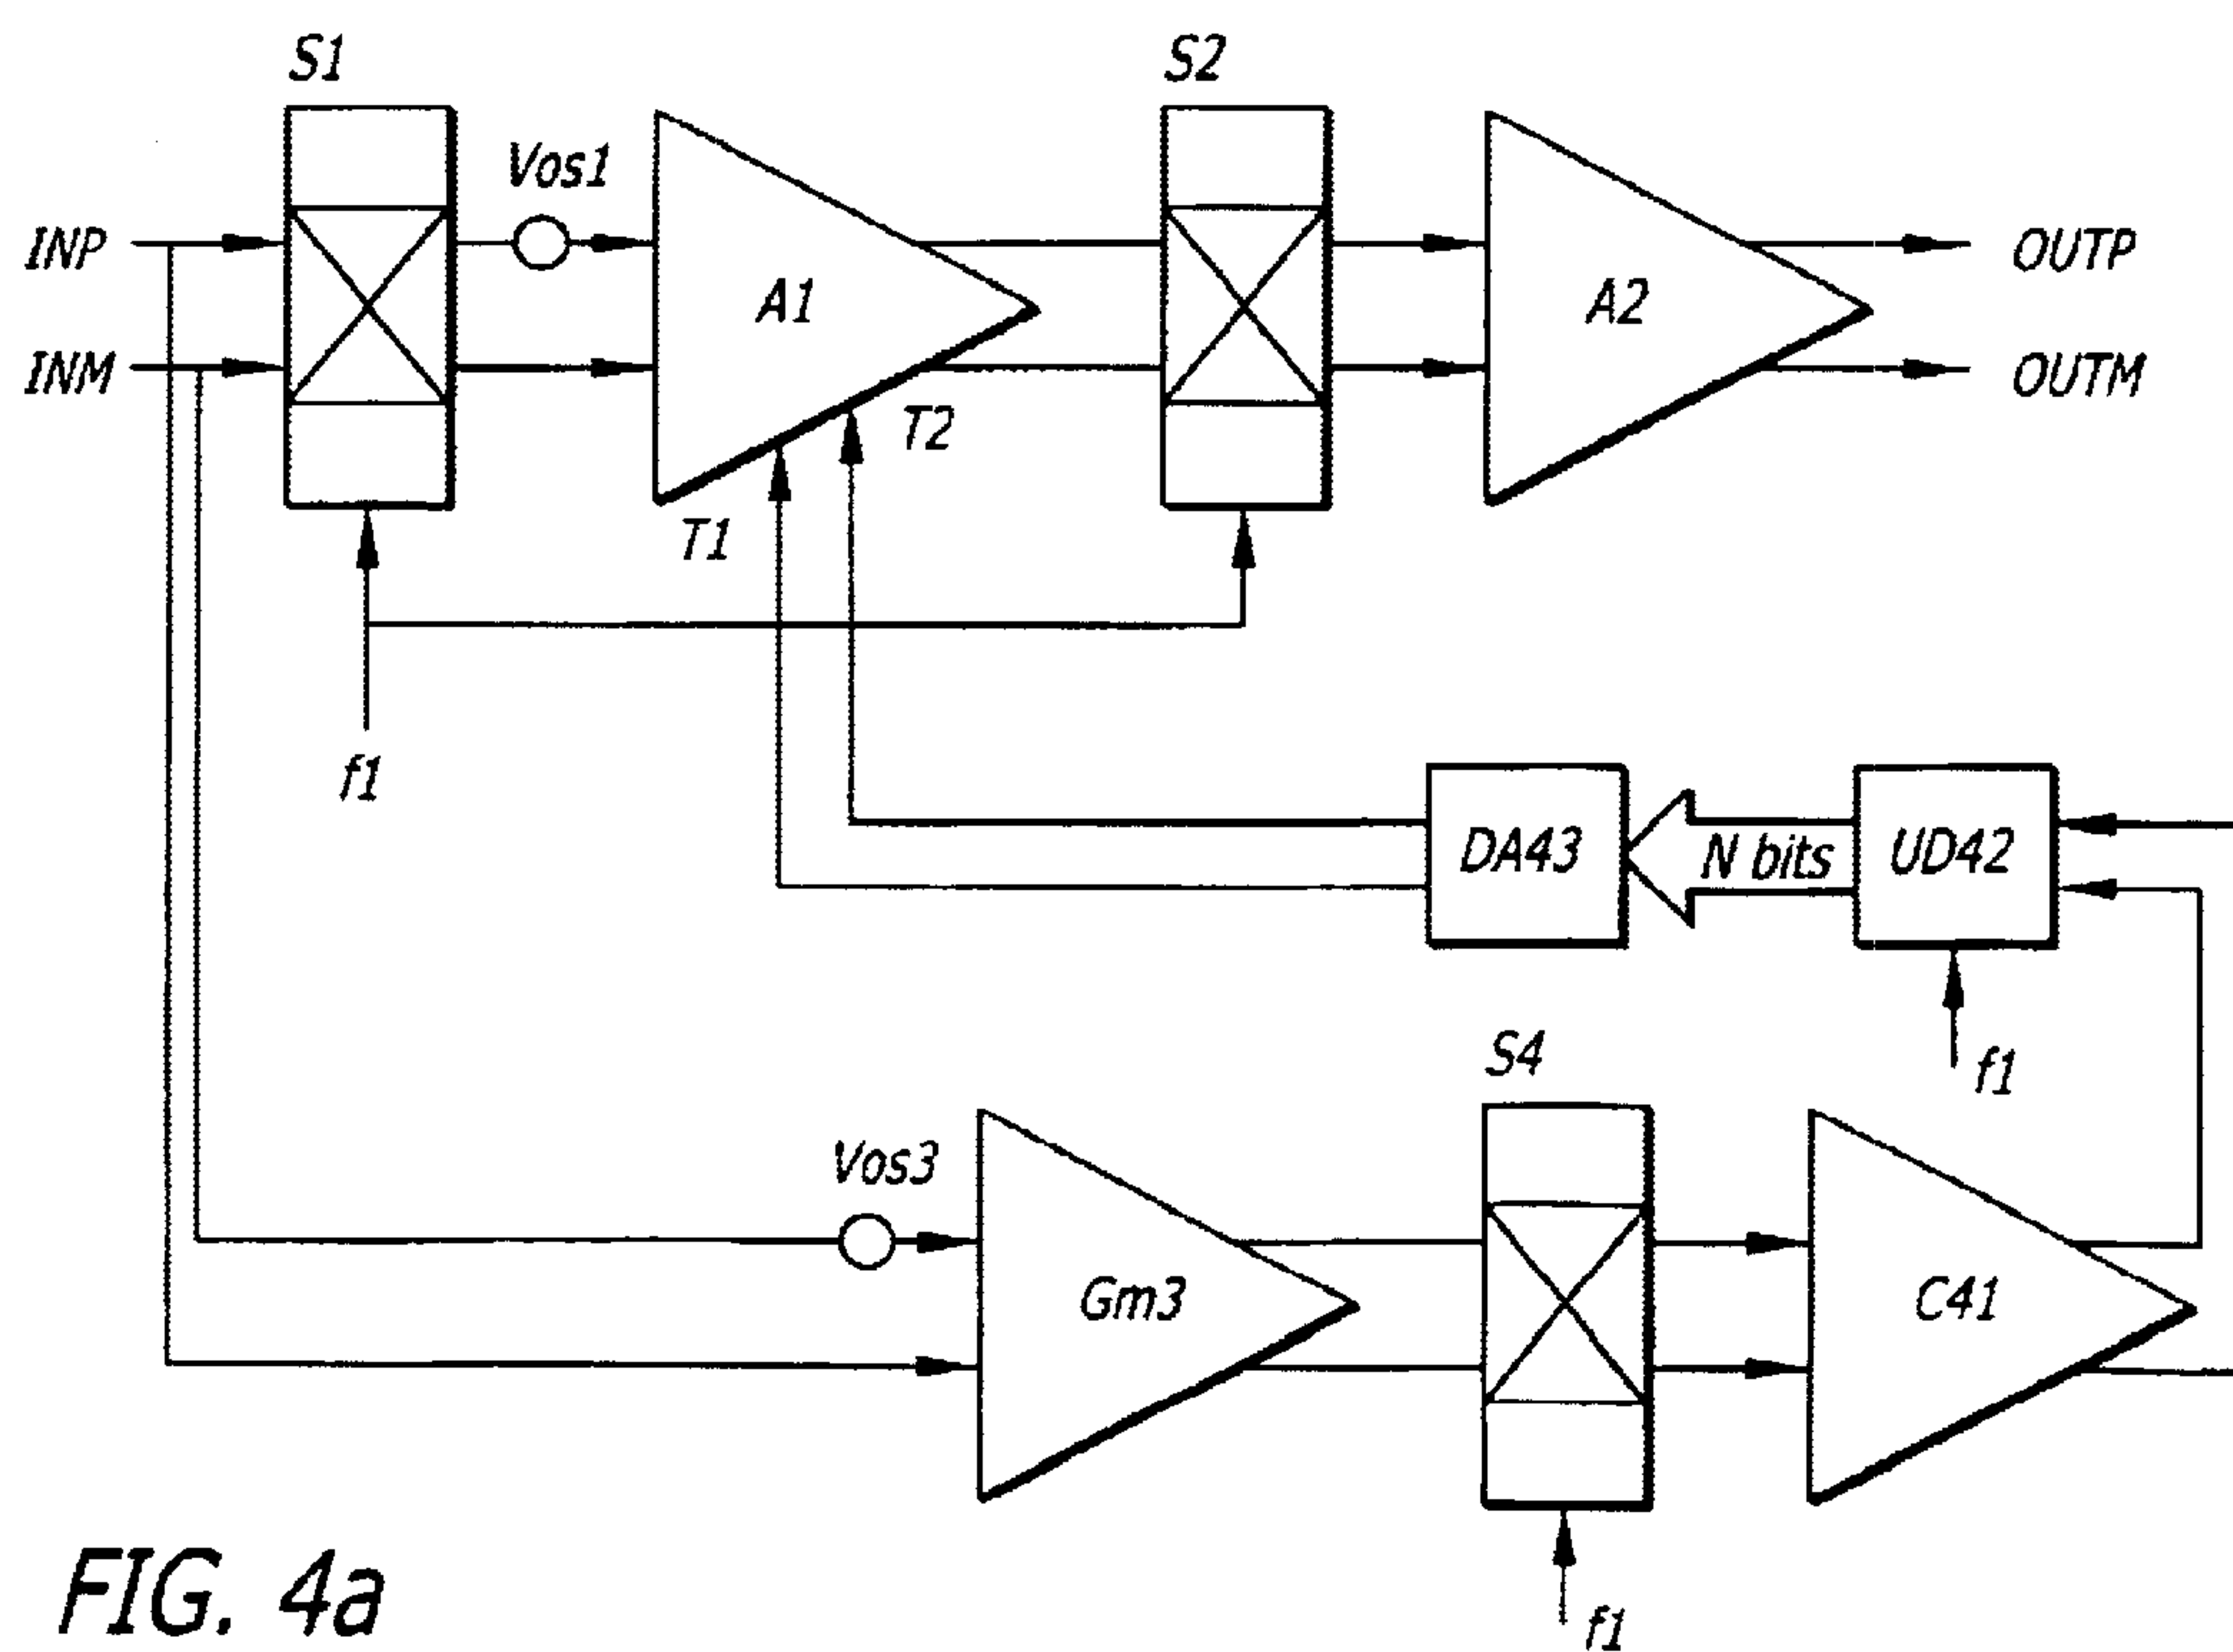 S1
S2
Vos1
INP
A1
A2
OUTP
INM
OUTM
T2
T1
f1
DA43
N bits
UD42
f1
S4
Vos3
Gm3
C41
f1
FIG. 4a